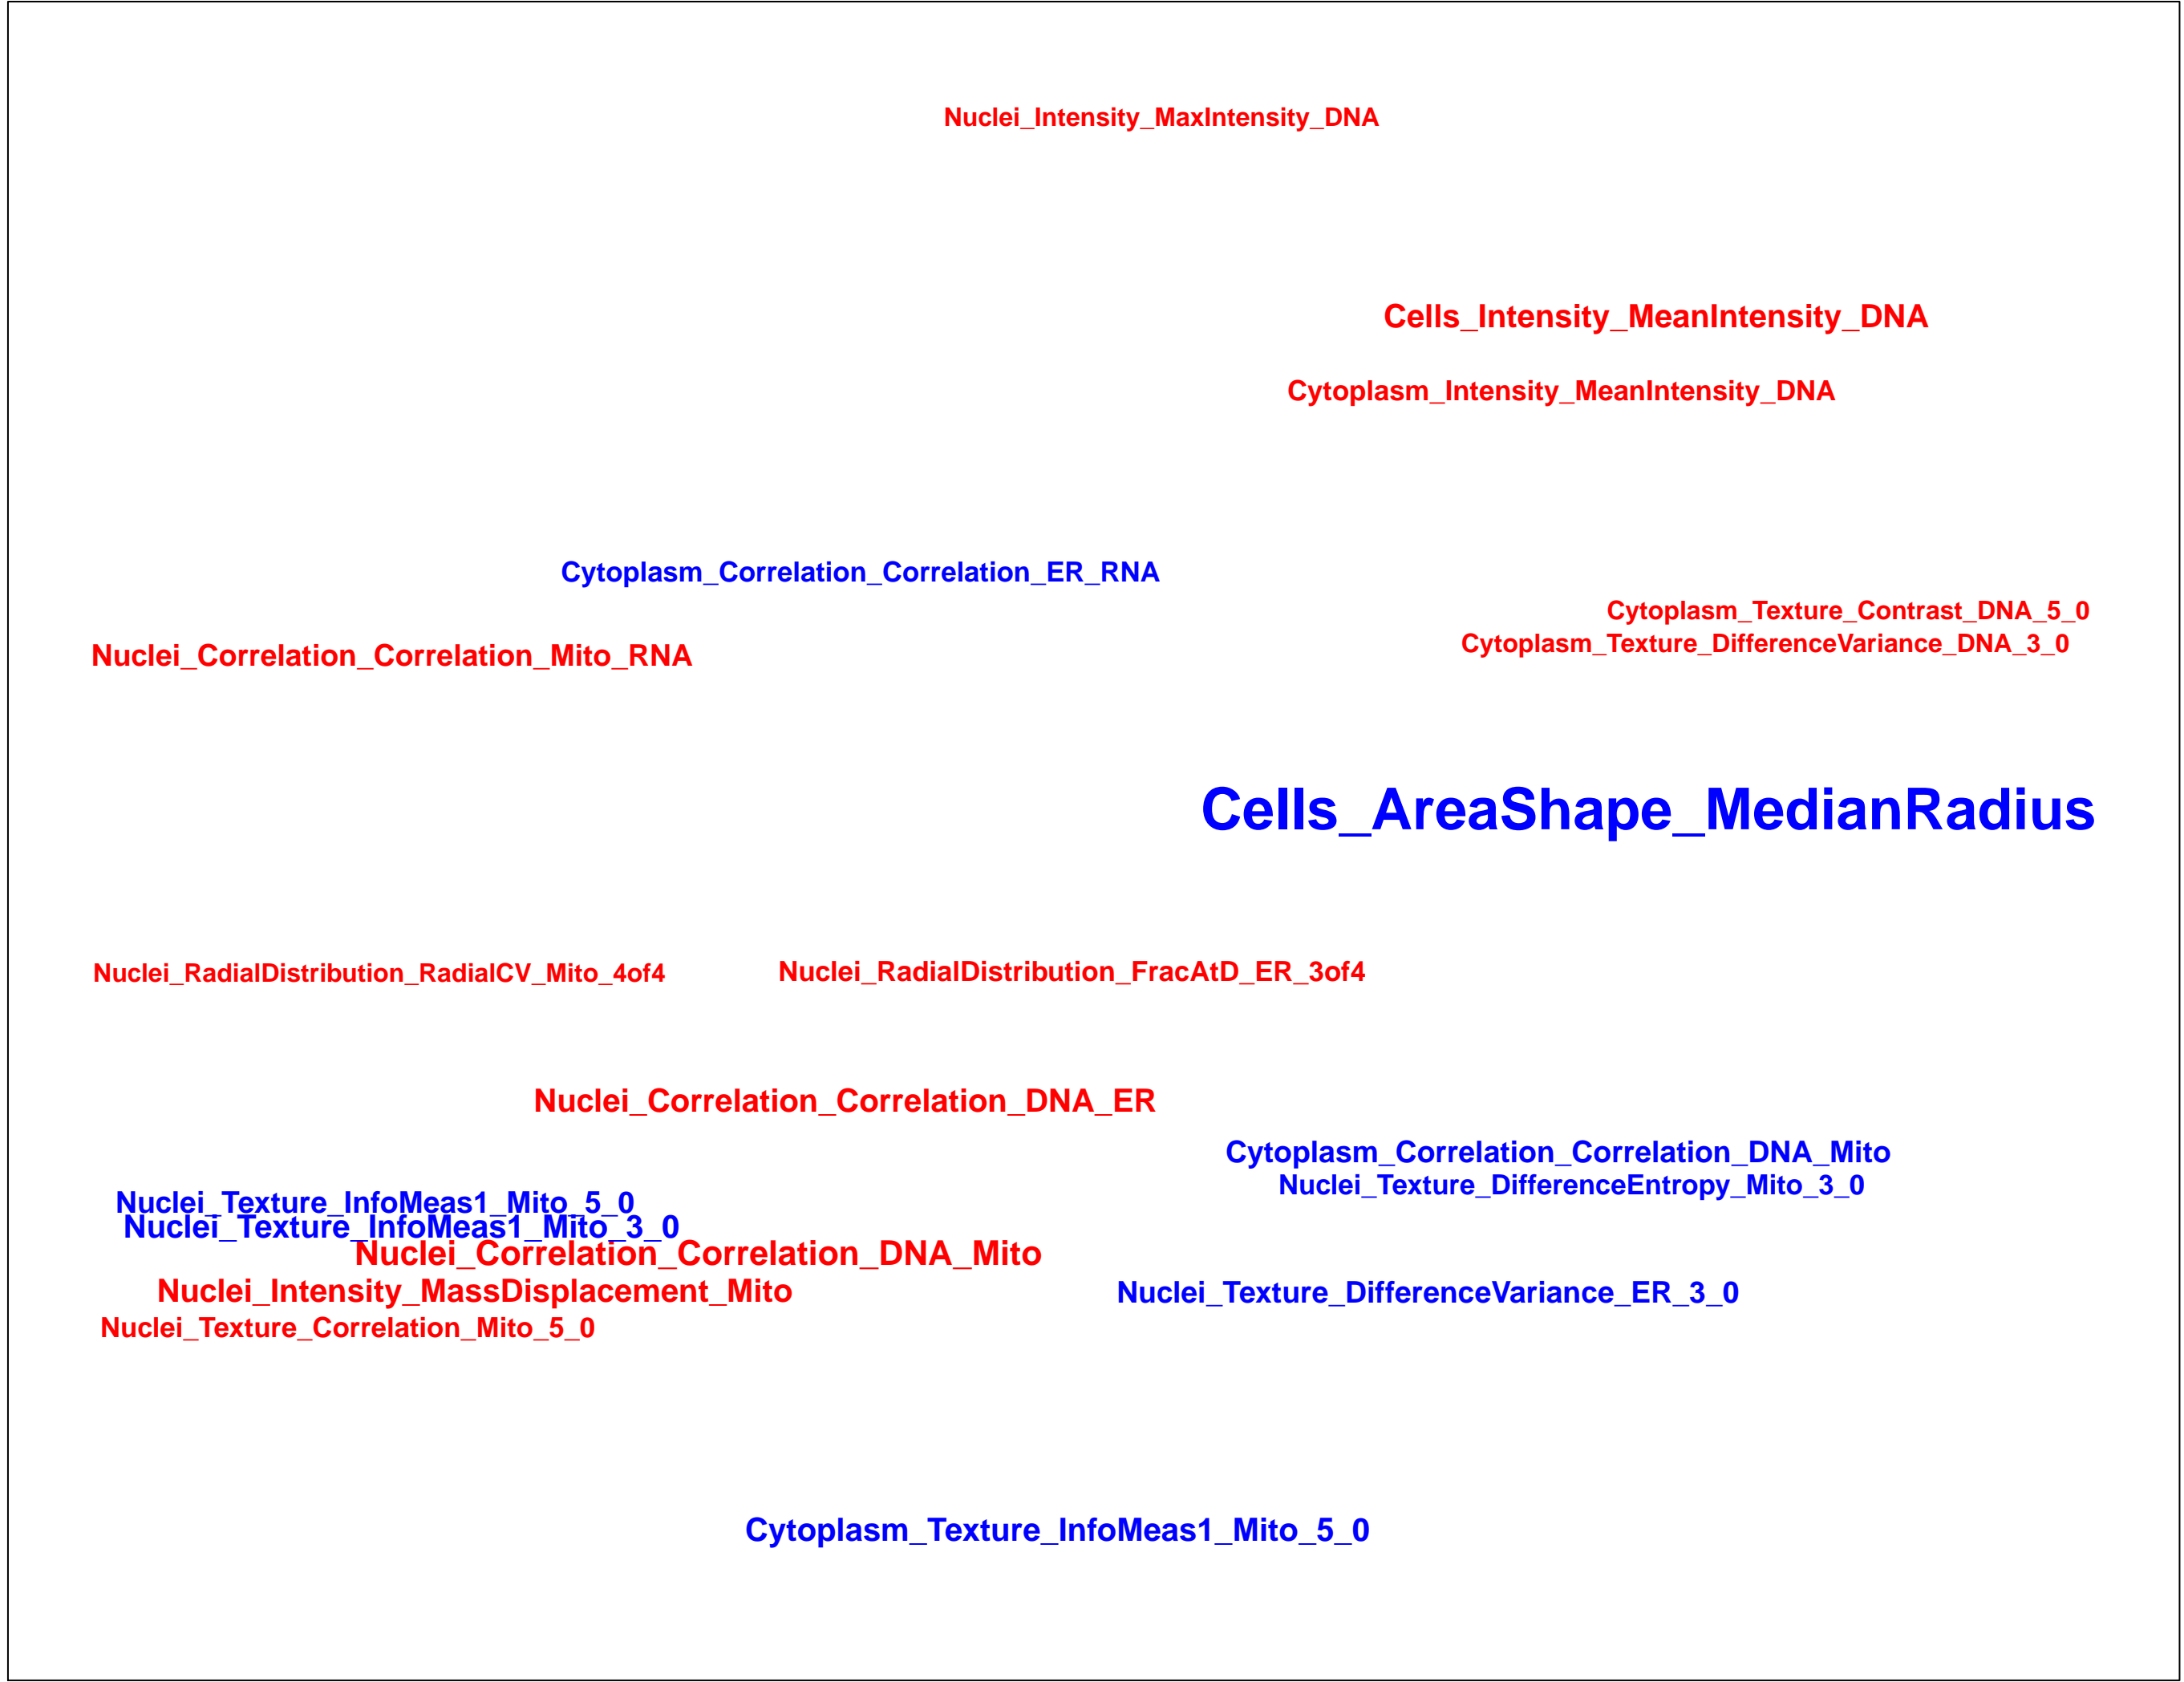 Nuclei_Intensity_MaxIntensity_DNA
Cells_Intensity_MeanIntensity_DNA
Cytoplasm_Intensity_MeanIntensity_DNA
Cytoplasm_Correlation_Correlation_ER_RNA
Cytoplasm_Texture_Contrast_DNA_5_0
Cytoplasm_Texture_DifferenceVariance_DNA_3_0
Nuclei_Correlation_Correlation_Mito_RNA
Cells_AreaShape_MedianRadius
Nuclei_RadialDistribution_RadialCV_Mito_4of4
Nuclei_RadialDistribution_FracAtD_ER_3of4
Nuclei_Correlation_Correlation_DNA_ER
Cytoplasm_Correlation_Correlation_DNA_Mito
Nuclei_Texture_DifferenceEntropy_Mito_3_0
Nuclei_Texture_InfoMeas1_Mito_5_0
Nuclei_Texture_InfoMeas1_Mito_3_0
Nuclei_Correlation_Correlation_DNA_Mito
Nuclei_Intensity_MassDisplacement_Mito
Nuclei_Texture_DifferenceVariance_ER_3_0
Nuclei_Texture_Correlation_Mito_5_0
Cytoplasm_Texture_InfoMeas1_Mito_5_0